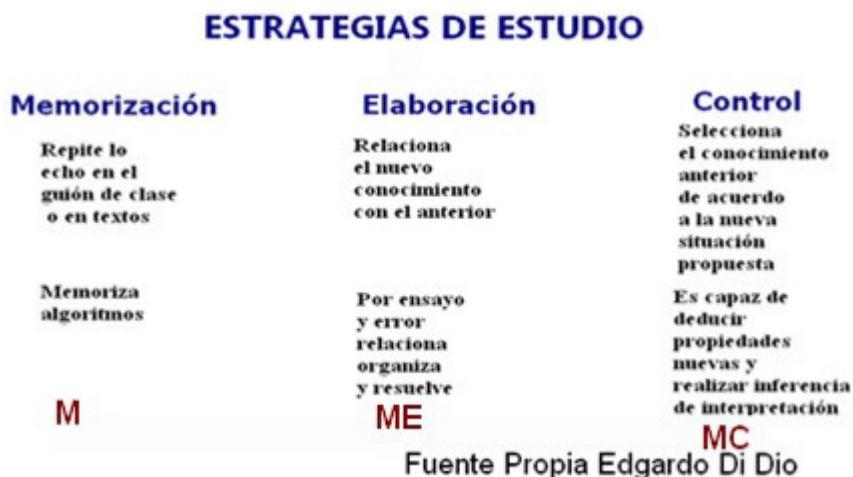 ESTRATEGIAS DE ESTUDIO
Memorización
Repite lo
echo en el
guión de clase
o en textos
Memoriza
algoritmos
M
Elaboración
Relaciona
el nuevo
conocimiento
con el anterior
Por ensayo
y error
relaciona
organiza
y resuelve
ME
Control
Selecciona
el conocimiento
anterior
de acuerdo
a la nueva
situación
propuesta
Es capaz de
deducir
propiedades
nuevas y
realizar inferencia
de interpretación
MC
Fuente Propia Edgardo Di Dio